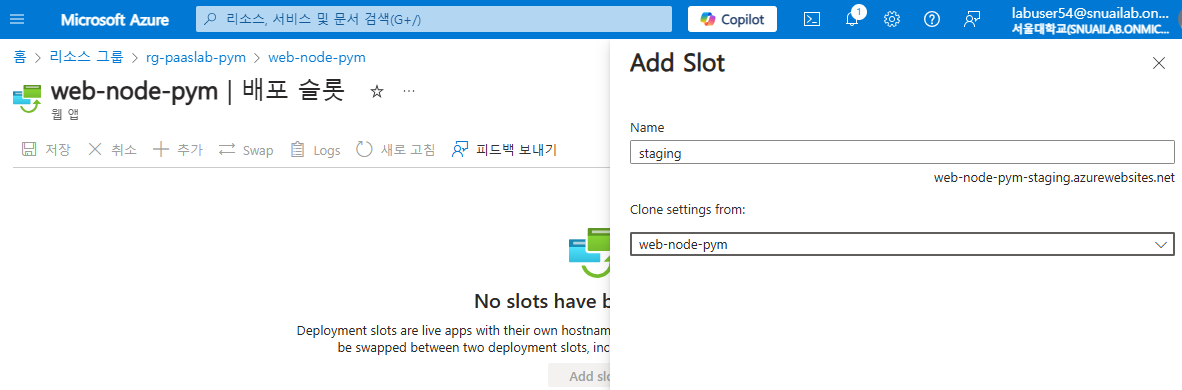 Microsoft Azure
리소스, 서비스 및 문서 검색(G+/)
Copilot
1
labuser54@snuailab.on...
서울대학교(SNUAILAB.ONMIC...
홈 > 리소스 그룹 > rg-paaslab-pym > web-node-pym
web-node-pym | 배포 슬롯
웹 앱
저장 취소 추가 Swap Logs 새로 고침 피드백 보내기
No slots have b
Deployment slots are live apps with their own hostnam
be swapped between two deployment slots, inc
Add slo
Add Slot
Name
staging
web-node-pym-staging.azurewebsites.net
Clone settings from:
web-node-pym